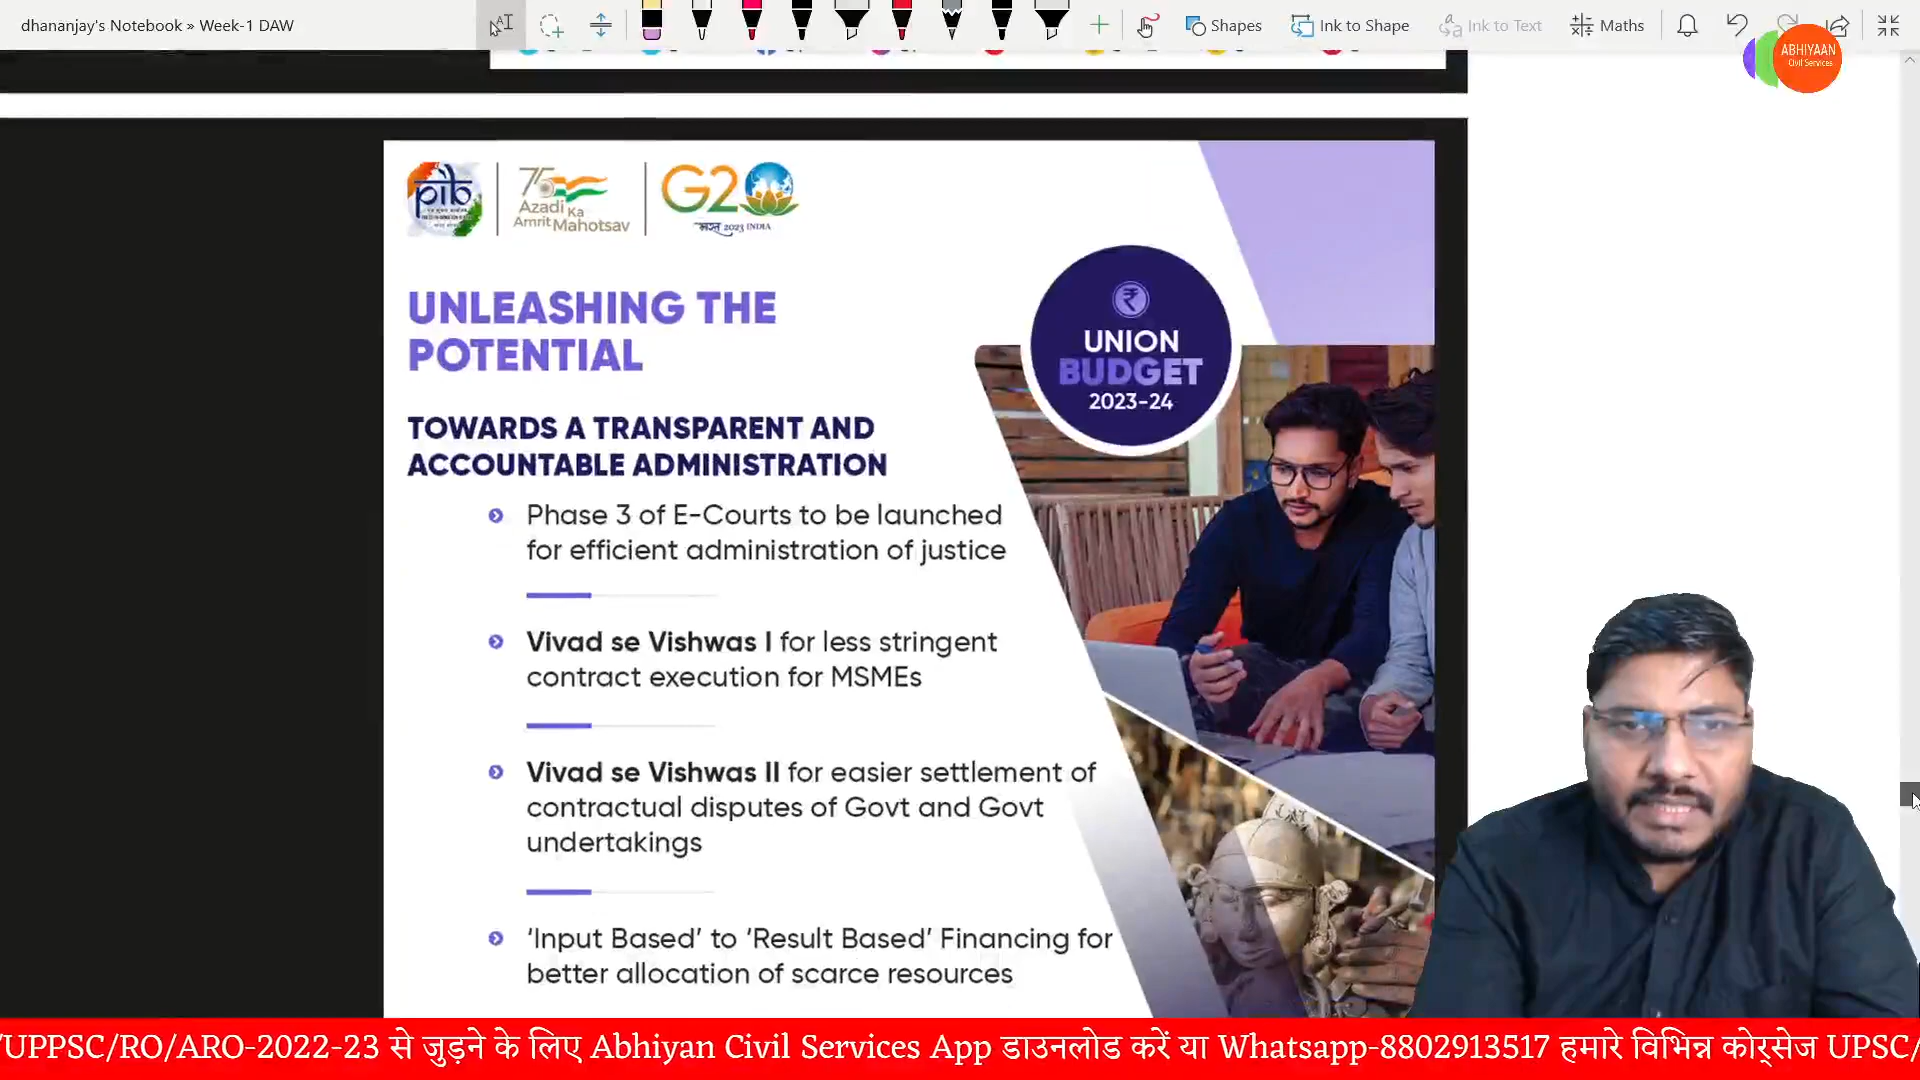 dhananjay's Notebook » Week-1 DAW
Shapes
Ink to Shape
Ink to Text
Maths
ABHIYAAN
Civil Services
pib
75
Azadi Ka
Amrit Mahotsav
G20
भारत 2023 INDIA
UNLEASHING THE
POTENTIAL
UNION
BUDGET
2023-24
TOWARDS A TRANSPARENT AND
ACCOUNTABLE ADMINISTRATION
Phase 3 of E-Courts to be launched
for efficient administration of justice
Vivad se Vishwas I for less stringent
contract execution for MSMEs
Vivad se Vishwas II for easier settlement of
contractual disputes of Govt and Govt
undertakings
‘Input Based’ to ‘Result Based’ Financing for
better allocation of scarce resources
/UPPSC/RO/ARO-2022-23 से जुड़ने के लिए Abhiyan Civil Services App डाउनलोड करें या Whatsapp-8802913517 हमारे विभिन्न कोर्सेज UPSC/